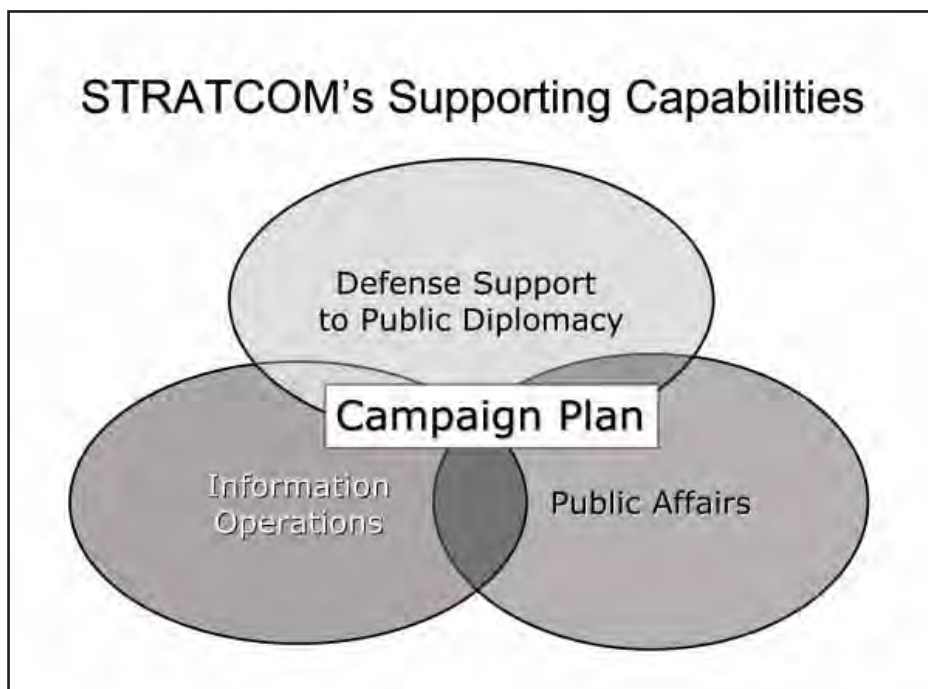 STRATCOM's Supporting Capabilities
Defense Support
to Public Diplomacy
Campaign Plan
Information
Operations
Public Affairs